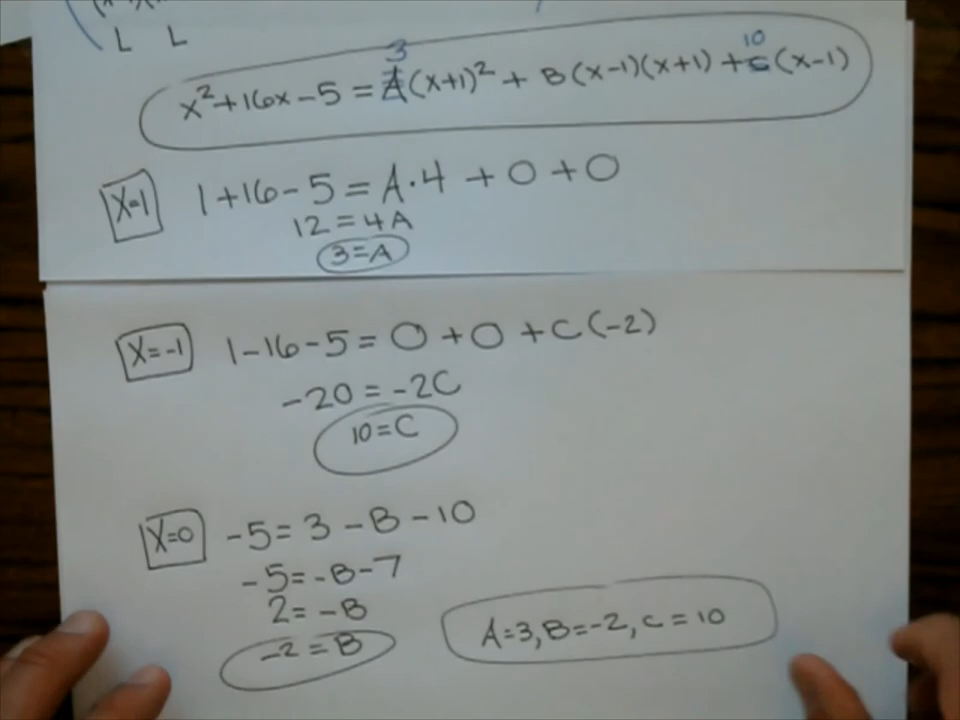 L L
3 10
x²+16x-5 = A(x+1)² + B(x-1)(x+1) + C(x-1)
X=1 1+16-5 = A·4 + 0 + 0
12 = 4A
3=A
X=-1 1-16-5 = 0 + 0 + C(-2)
-20 = -2C
10 = C
X=0 -5 = 3 - B - 10
-5 = -B - 7
2 = -B
-2 = B
A=3, B=-2, C=10